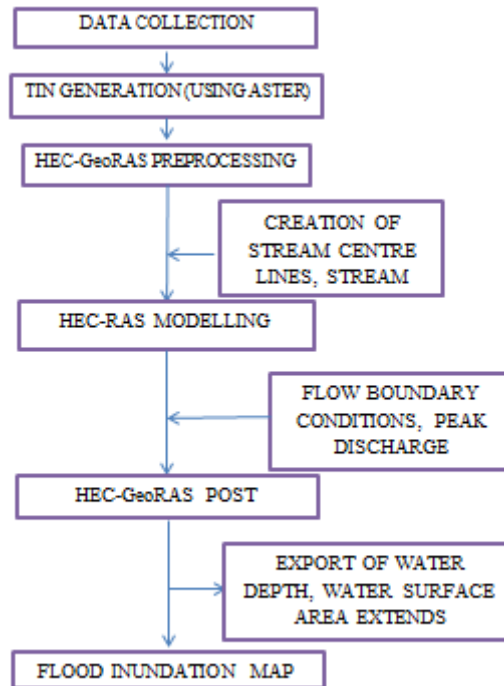 DATA COLLECTION
TIN GENERATION (USING ASTER)
HEC-GeoRAS PREPROCESSING
CREATION OF
STREAM CENTRE
LINES, STREAM
HEC-RAS MODELLING
FLOW BOUNDARY
CONDITIONS, PEAK
DISCHARGE
HEC-GeoRAS POST
EXPORT OF WATER
DEPTH, WATER SURFACE
AREA EXTENDS
FLOOD INUNDATION MAP